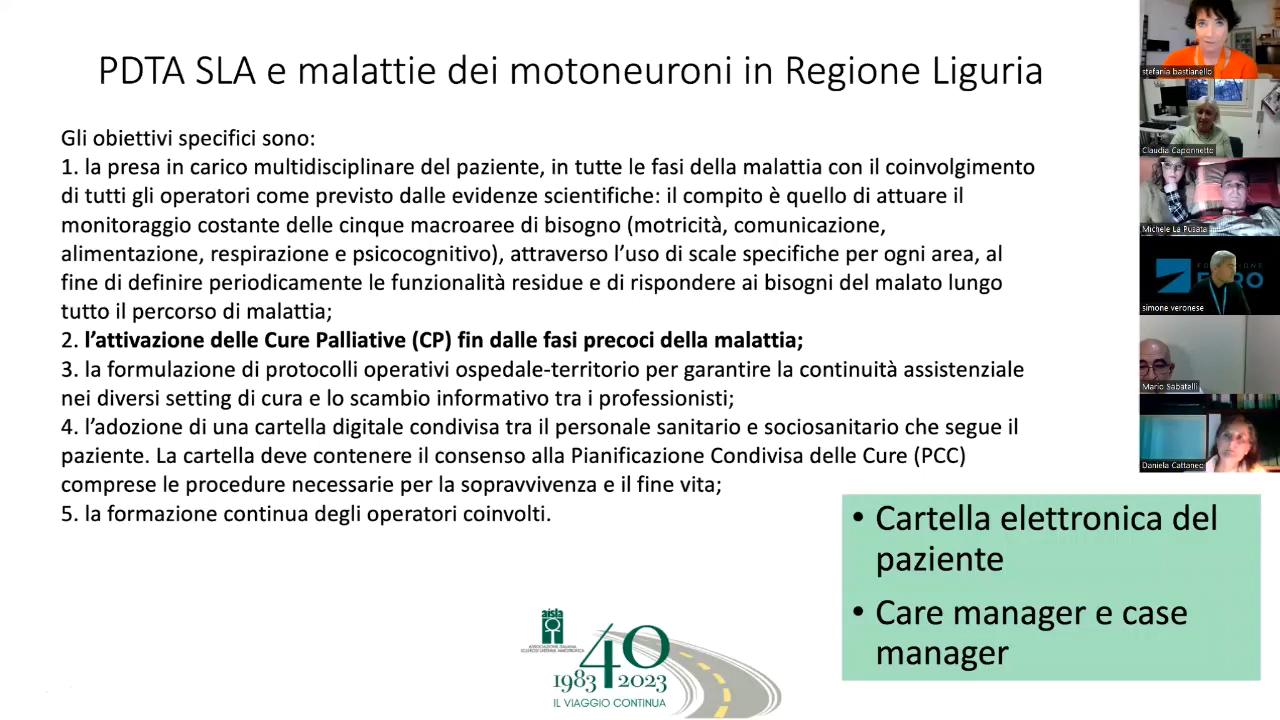 PDTA SLA e malattie dei motoneuroni in Regione Liguria
Gli obiettivi specifici sono:
1. la presa in carico multidisciplinare del paziente, in tutte le fasi della malattia con il coinvolgimento
di tutti gli operatori come previsto dalle evidenze scientifiche: il compito è quello di attuare il
monitoraggio costante delle cinque macroaree di bisogno (motricità, comunicazione,
alimentazione, respirazione e psicocognitivo), attraverso l’uso di scale specifiche per ogni area, al
fine di definire periodicamente le funzionalità residue e di rispondere ai bisogni del malato lungo
tutto il percorso di malattia;
2. l’attivazione delle Cure Palliative (CP) fin dalle fasi precoci della malattia;
3. la formulazione di protocolli operativi ospedale-territorio per garantire la continuità assistenziale
nei diversi setting di cura e lo scambio informativo tra i professionisti;
4. l’adozione di una cartella digitale condivisa tra il personale sanitario e sociosanitario che segue il
paziente. La cartella deve contenere il consenso alla Pianificazione Condivisa delle Cure (PCC)
comprese le procedure necessarie per la sopravvivenza e il fine vita;
5. la formazione continua degli operatori coinvolti.
• Cartella elettronica del
paziente
• Care manager e case
manager
aisla
ASSOCIAZIONE ITALIANA
SCLEROSI LATERALE AMIOTROFICA
40
1983 2023
IL VIAGGIO CONTINUA
stefania bastianello
Claudia Caponnetto
Michele La Pusata
simone veronese
Mario Sabatelli
Daniela Cattaneo